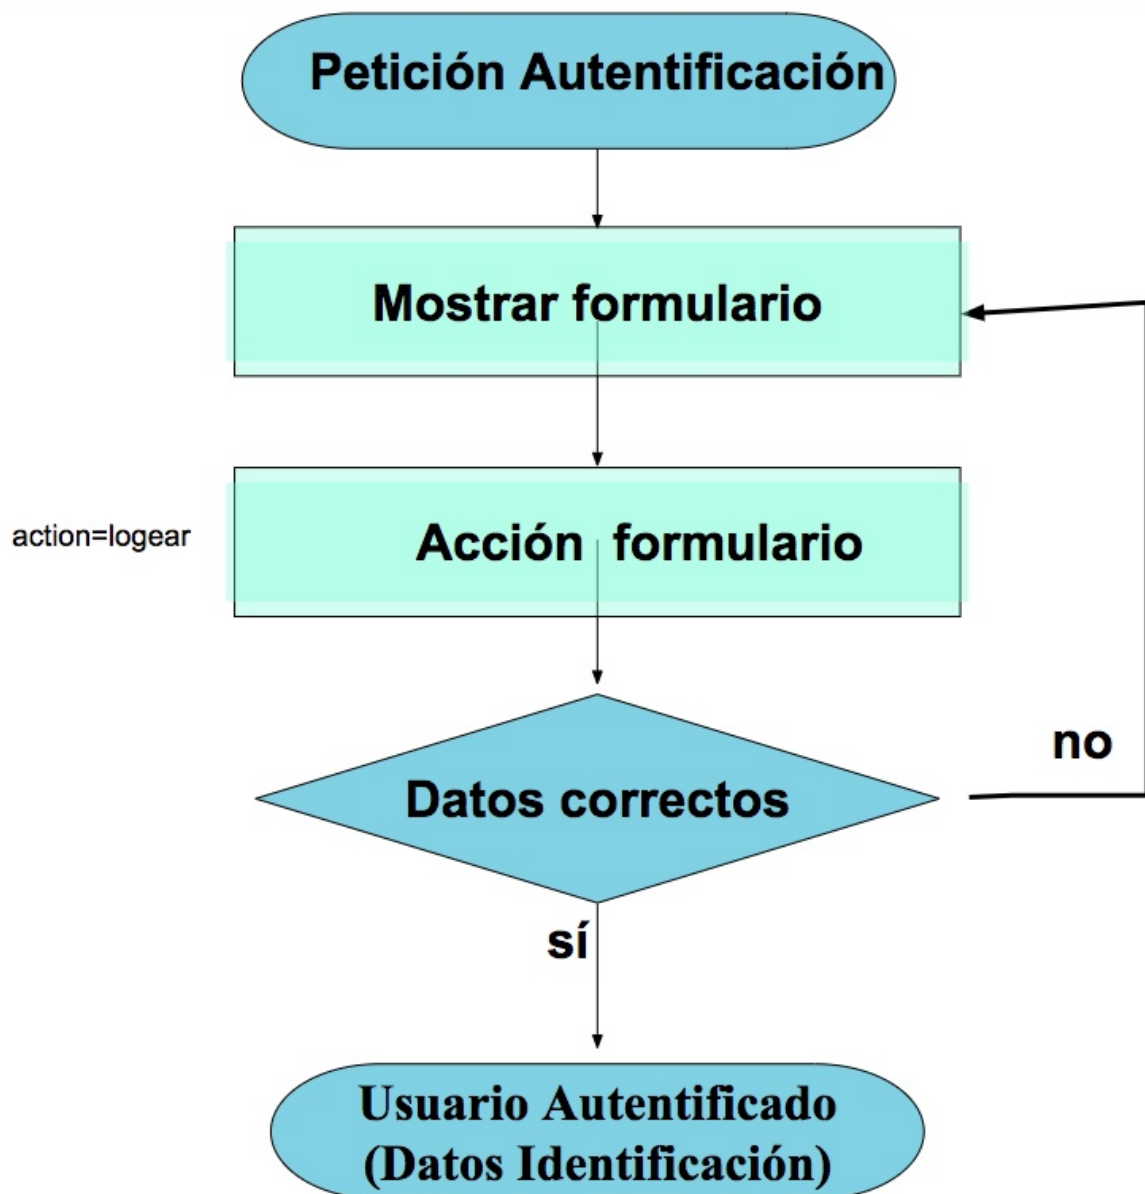 Petición Autentificación
Mostrar formulario
action=logear
Acción formulario
Datos correctos
no
sí
Usuario Autentificado
(Datos Identificación)